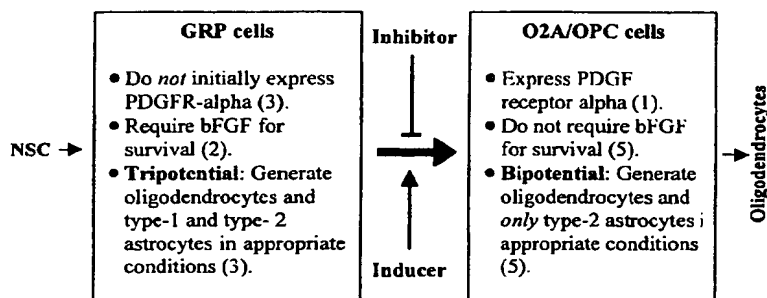 GRP cells
• Do not initially express
PDGFR-alpha (3).
• Require bFGF for
survival (2).
• Tripotential: Generate
oligodendrocytes and
type-1 and type- 2
astrocytes in appropriate
conditions (3).
NSC
Inhibitor
Inducer
O2A/OPC cells
• Express PDGF
receptor alpha (1).
• Do not require bFGF
for survival (5).
• Bipotential: Generate
oligodendrocytes and
only type-2 astrocytes i
appropriate conditions
(5).
Oligodendrocytes